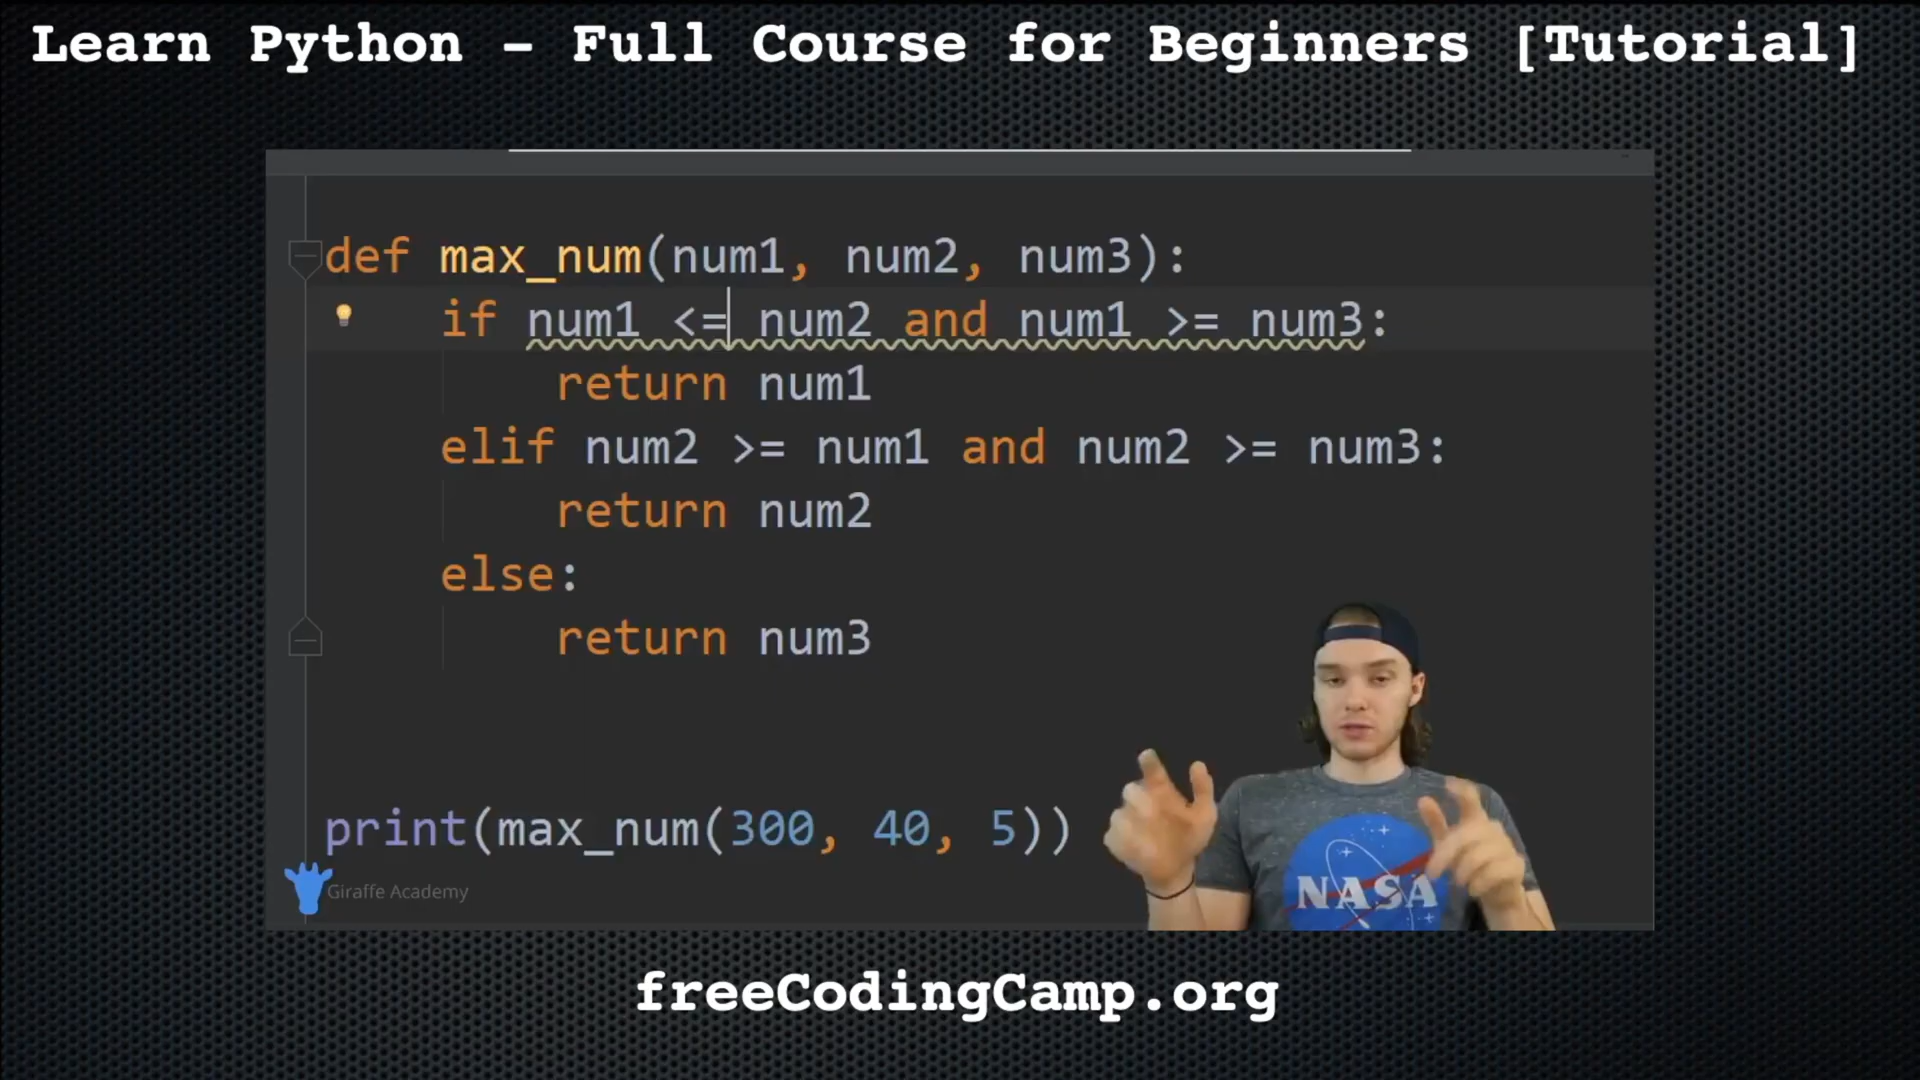 Learn Python - Full Course for Beginners [Tutorial]
def max_num(num1, num2, num3):
if num1 <= num2 and num1 >= num3:
return num1
elif num2 >= num1 and num2 >= num3:
return num2
else:
return num3
print(max_num(300, 40, 5))
Giraffe Academy
NASA
freeCodingCamp.org